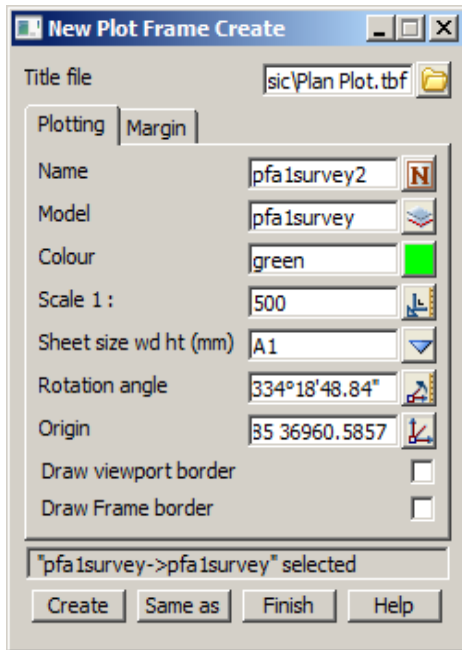 New Plot Frame Create
Title file sic\Plan Plot.tbf
Plotting Margin
Name pfa1survey2 N
Model pfa1survey
Colour green
Scale 1 : 500
Sheet size wd ht (mm) A1
Rotation angle 334°18'48.84"
Origin 35 36960.5857
Draw viewport border
Draw Frame border
"pfa1survey->pfa1survey" selected
Create Same as Finish Help